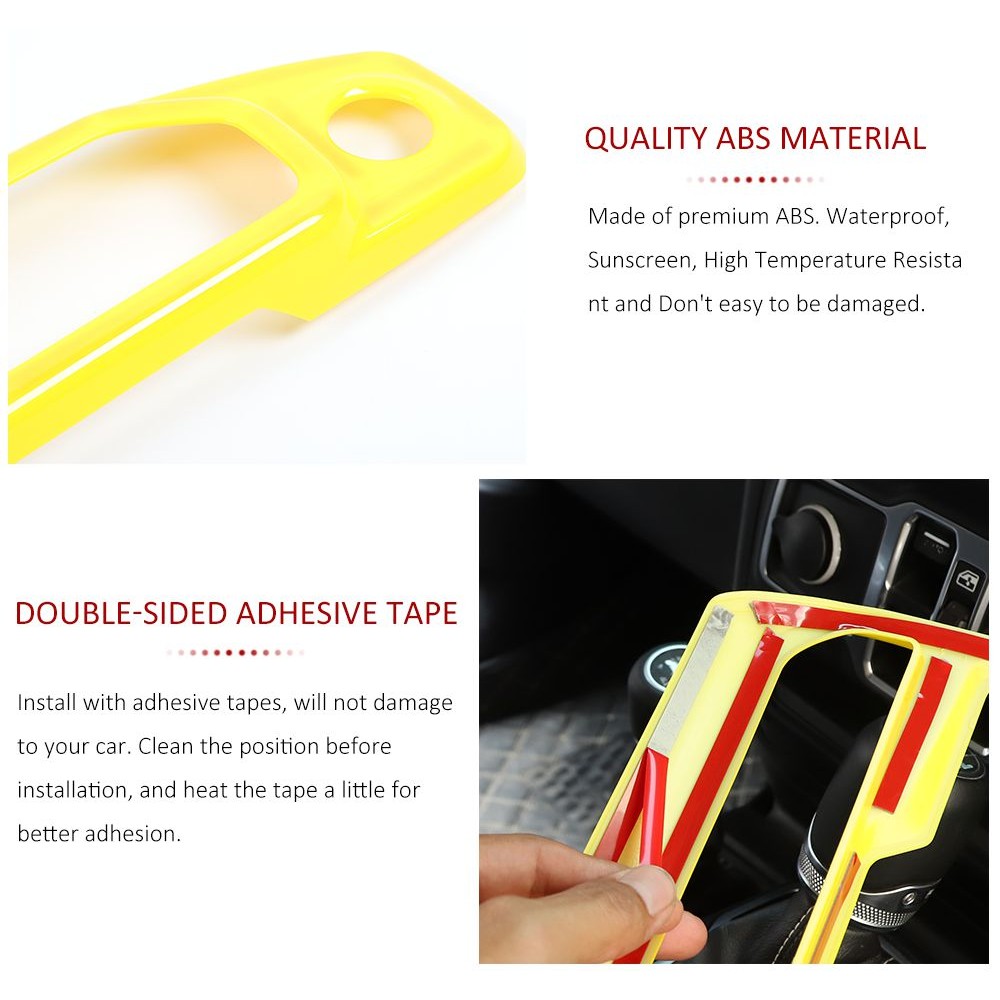 QUALITY ABS MATERIAL
Made of premium ABS. Waterproof,
Sunscreen, High Temperature Resista
nt and Don't easy to be damaged.
DOUBLE-SIDED ADHESIVE TAPE
Install with adhesive tapes, will not damage
to your car. Clean the position before
installation, and heat the tape a little for
better adhesion.